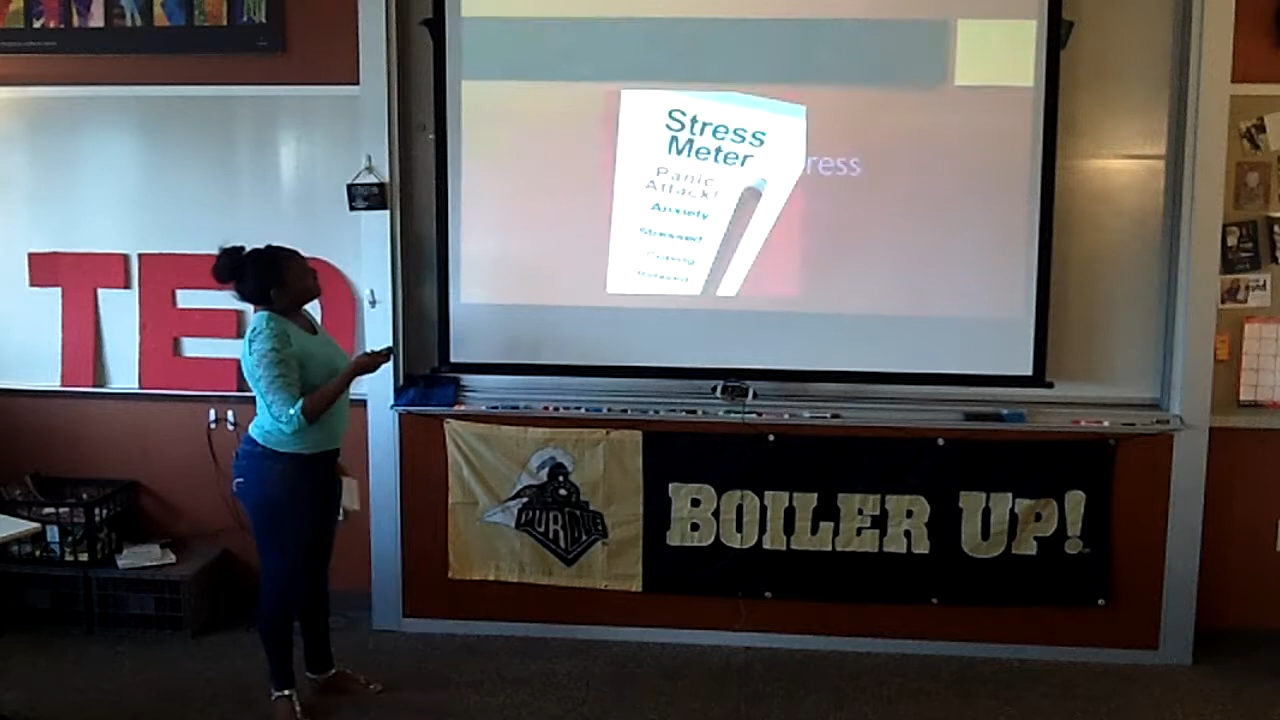 Stress
Meter
ress
Panic
Attack!
Anxiety
Stressed
TED
PURDUE
BOILER UP!